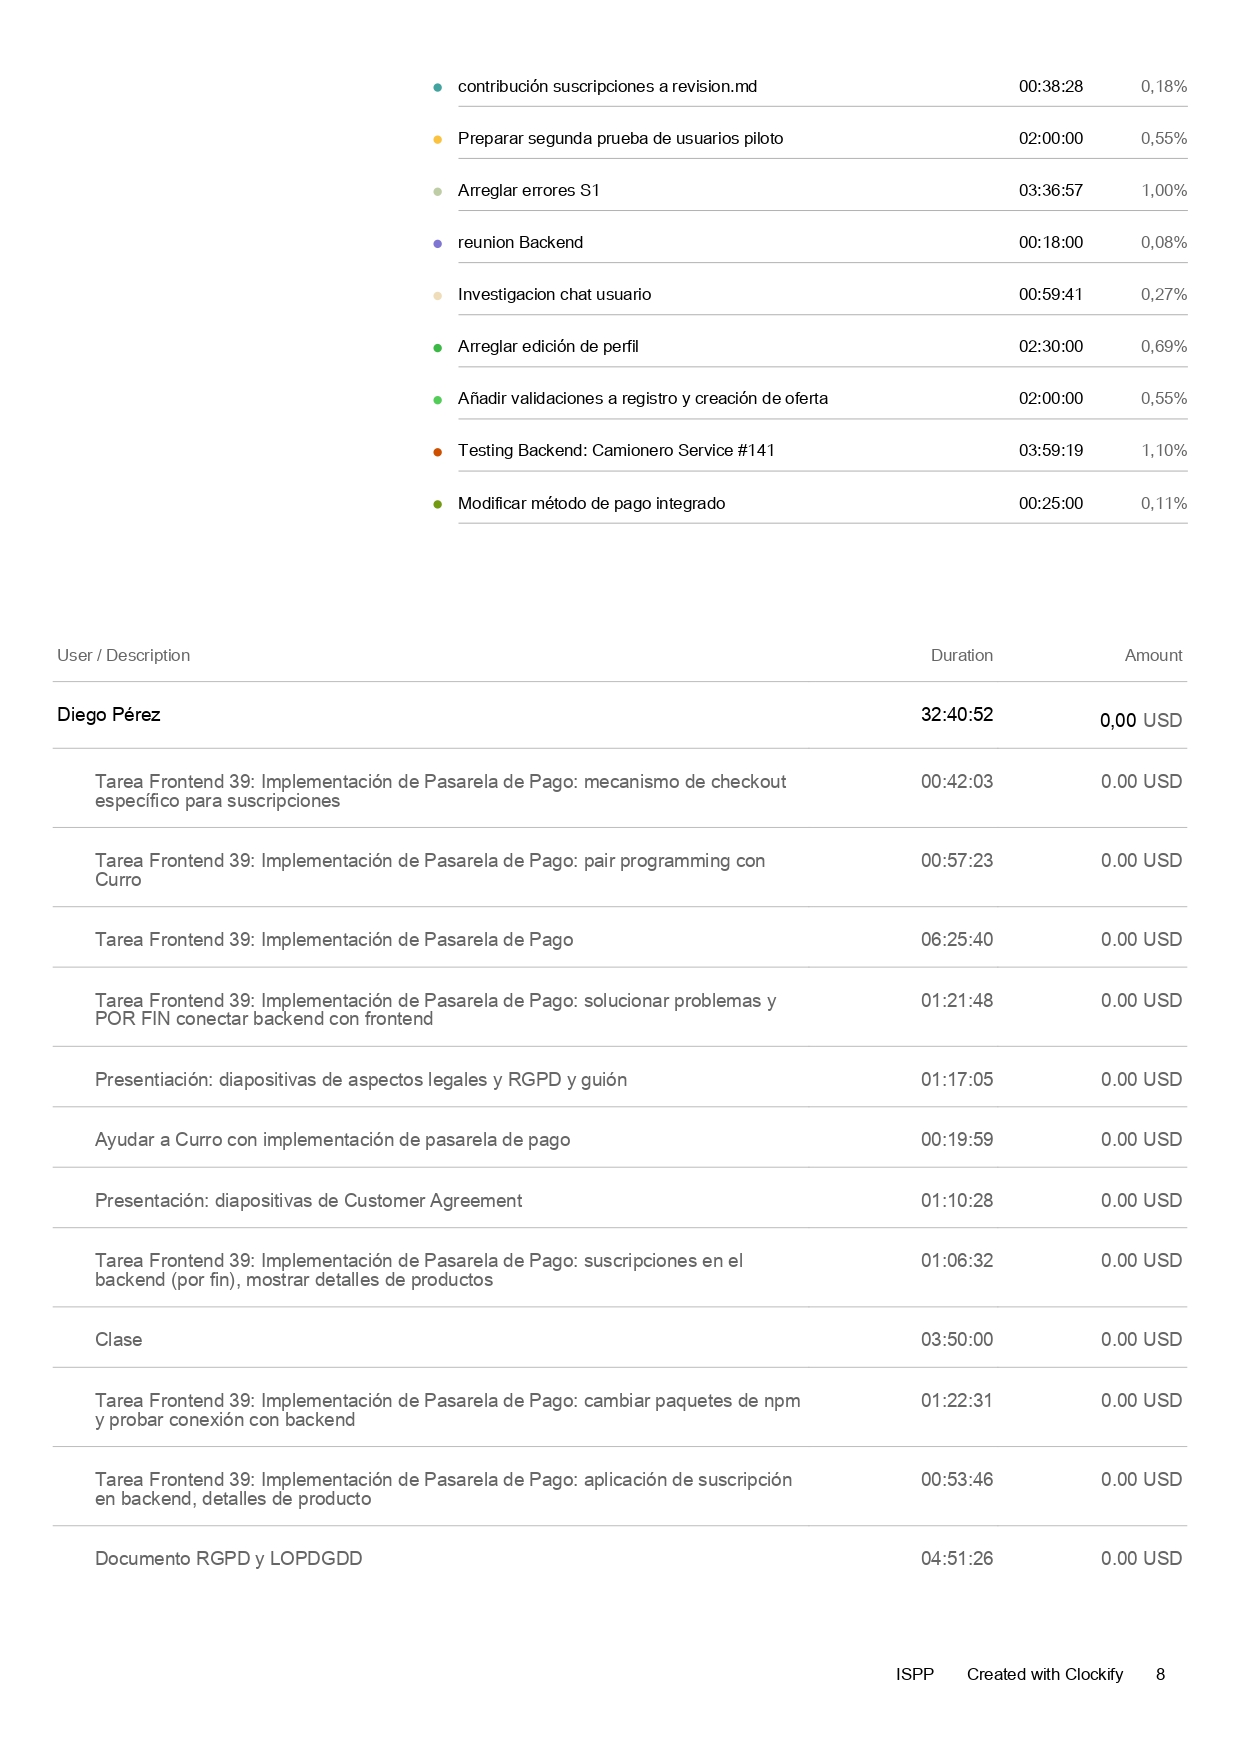 contribución suscripciones a revision.md 00:38:28 0,18%
Preparar segunda prueba de usuarios piloto 02:00:00 0,55%
Arreglar errores S1 03:36:57 1,00%
reunion Backend 00:18:00 0,08%
Investigacion chat usuario 00:59:41 0,27%
Arreglar edición de perfil 02:30:00 0,69%
Añadir validaciones a registro y creación de oferta 02:00:00 0,55%
Testing Backend: Camionero Service #141 03:59:19 1,10%
Modificar método de pago integrado 00:25:00 0,11%
User / Description Duration Amount
Diego Pérez 32:40:52 0,00 USD
Tarea Frontend 39: Implementación de Pasarela de Pago: mecanismo de checkout 00:42:03 0.00 USD
específico para suscripciones
Tarea Frontend 39: Implementación de Pasarela de Pago: pair programming con 00:57:23 0.00 USD
Curro
Tarea Frontend 39: Implementación de Pasarela de Pago 06:25:40 0.00 USD
Tarea Frontend 39: Implementación de Pasarela de Pago: solucionar problemas y 01:21:48 0.00 USD
POR FIN conectar backend con frontend
Presentiación: diapositivas de aspectos legales y RGPD y guión 01:17:05 0.00 USD
Ayudar a Curro con implementación de pasarela de pago 00:19:59 0.00 USD
Presentación: diapositivas de Customer Agreement 01:10:28 0.00 USD
Tarea Frontend 39: Implementación de Pasarela de Pago: suscripciones en el 01:06:32 0.00 USD
backend (por fin), mostrar detalles de productos
Clase 03:50:00 0.00 USD
Tarea Frontend 39: Implementación de Pasarela de Pago: cambiar paquetes de npm 01:22:31 0.00 USD
y probar conexión con backend
Tarea Frontend 39: Implementación de Pasarela de Pago: aplicación de suscripción 00:53:46 0.00 USD
en backend, detalles de producto
Documento RGPD y LOPDGDD 04:51:26 0.00 USD
ISPP Created with Clockify 8